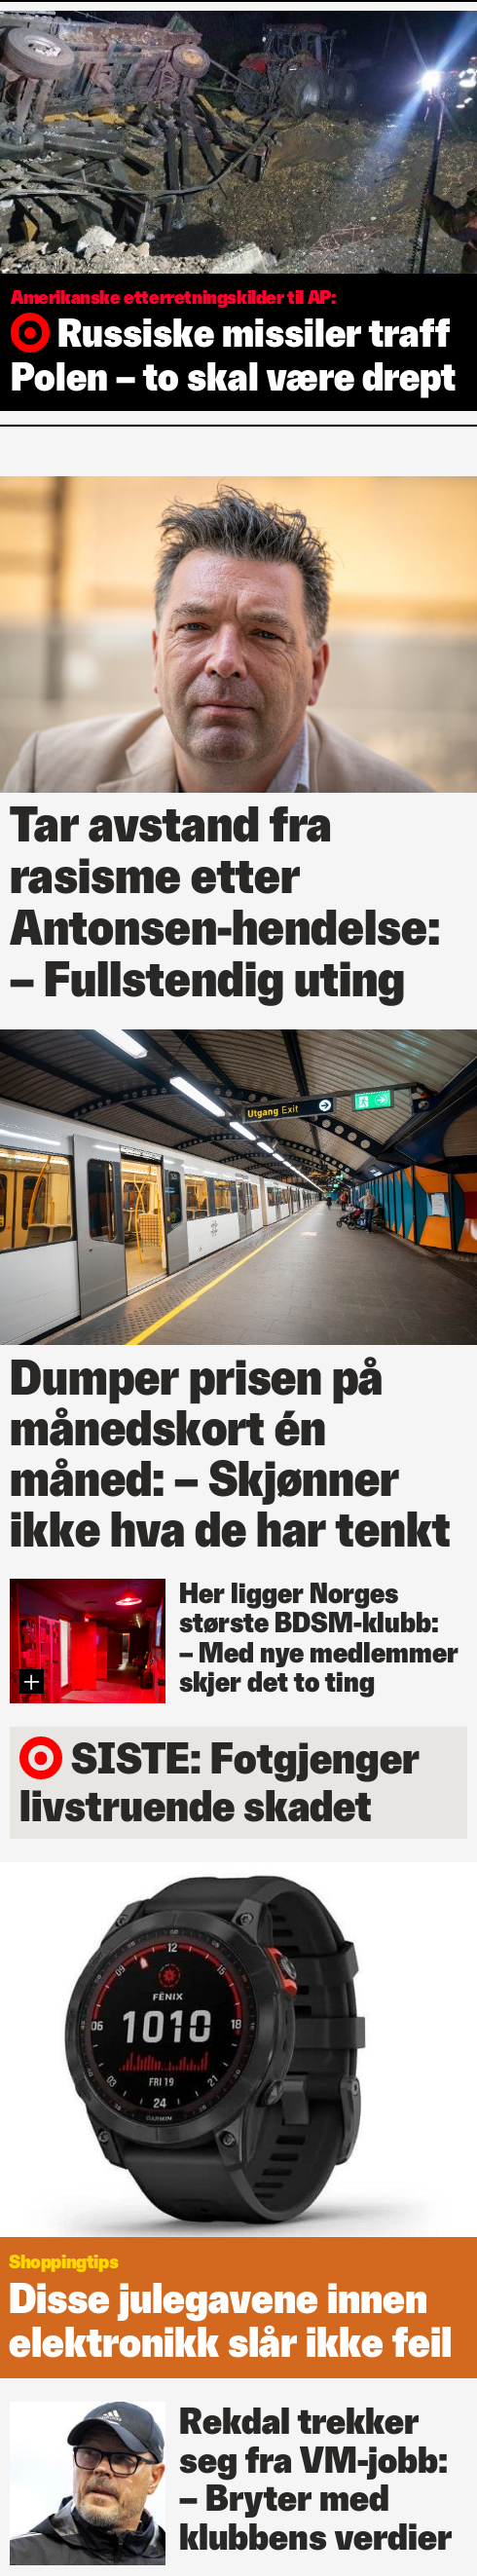 Amerikanske etterretningskilder til AP:
Russiske missiler traff
Polen – to skal være drept
Tar avstand fra
rasisme etter
Antonsen-hendelse:
– Fullstendig uting
Utgang Exit
Dumper prisen på
månedskort én
måned: – Skjønner
ikke hva de har tenkt
Her ligger Norges
største BDSM-klubb:
– Med nye medlemmer
skjer det to ting
SISTE: Fotgjenger
livstruende skadet
12
09
FĒNIX
06
1010
18
03
FRI 19
21
24
GARMIN
Shoppingtips
Disse julegavene innen
elektronikk slår ikke feil
Rekdal trekker
seg fra VM-jobb:
– Bryter med
klubbens verdier